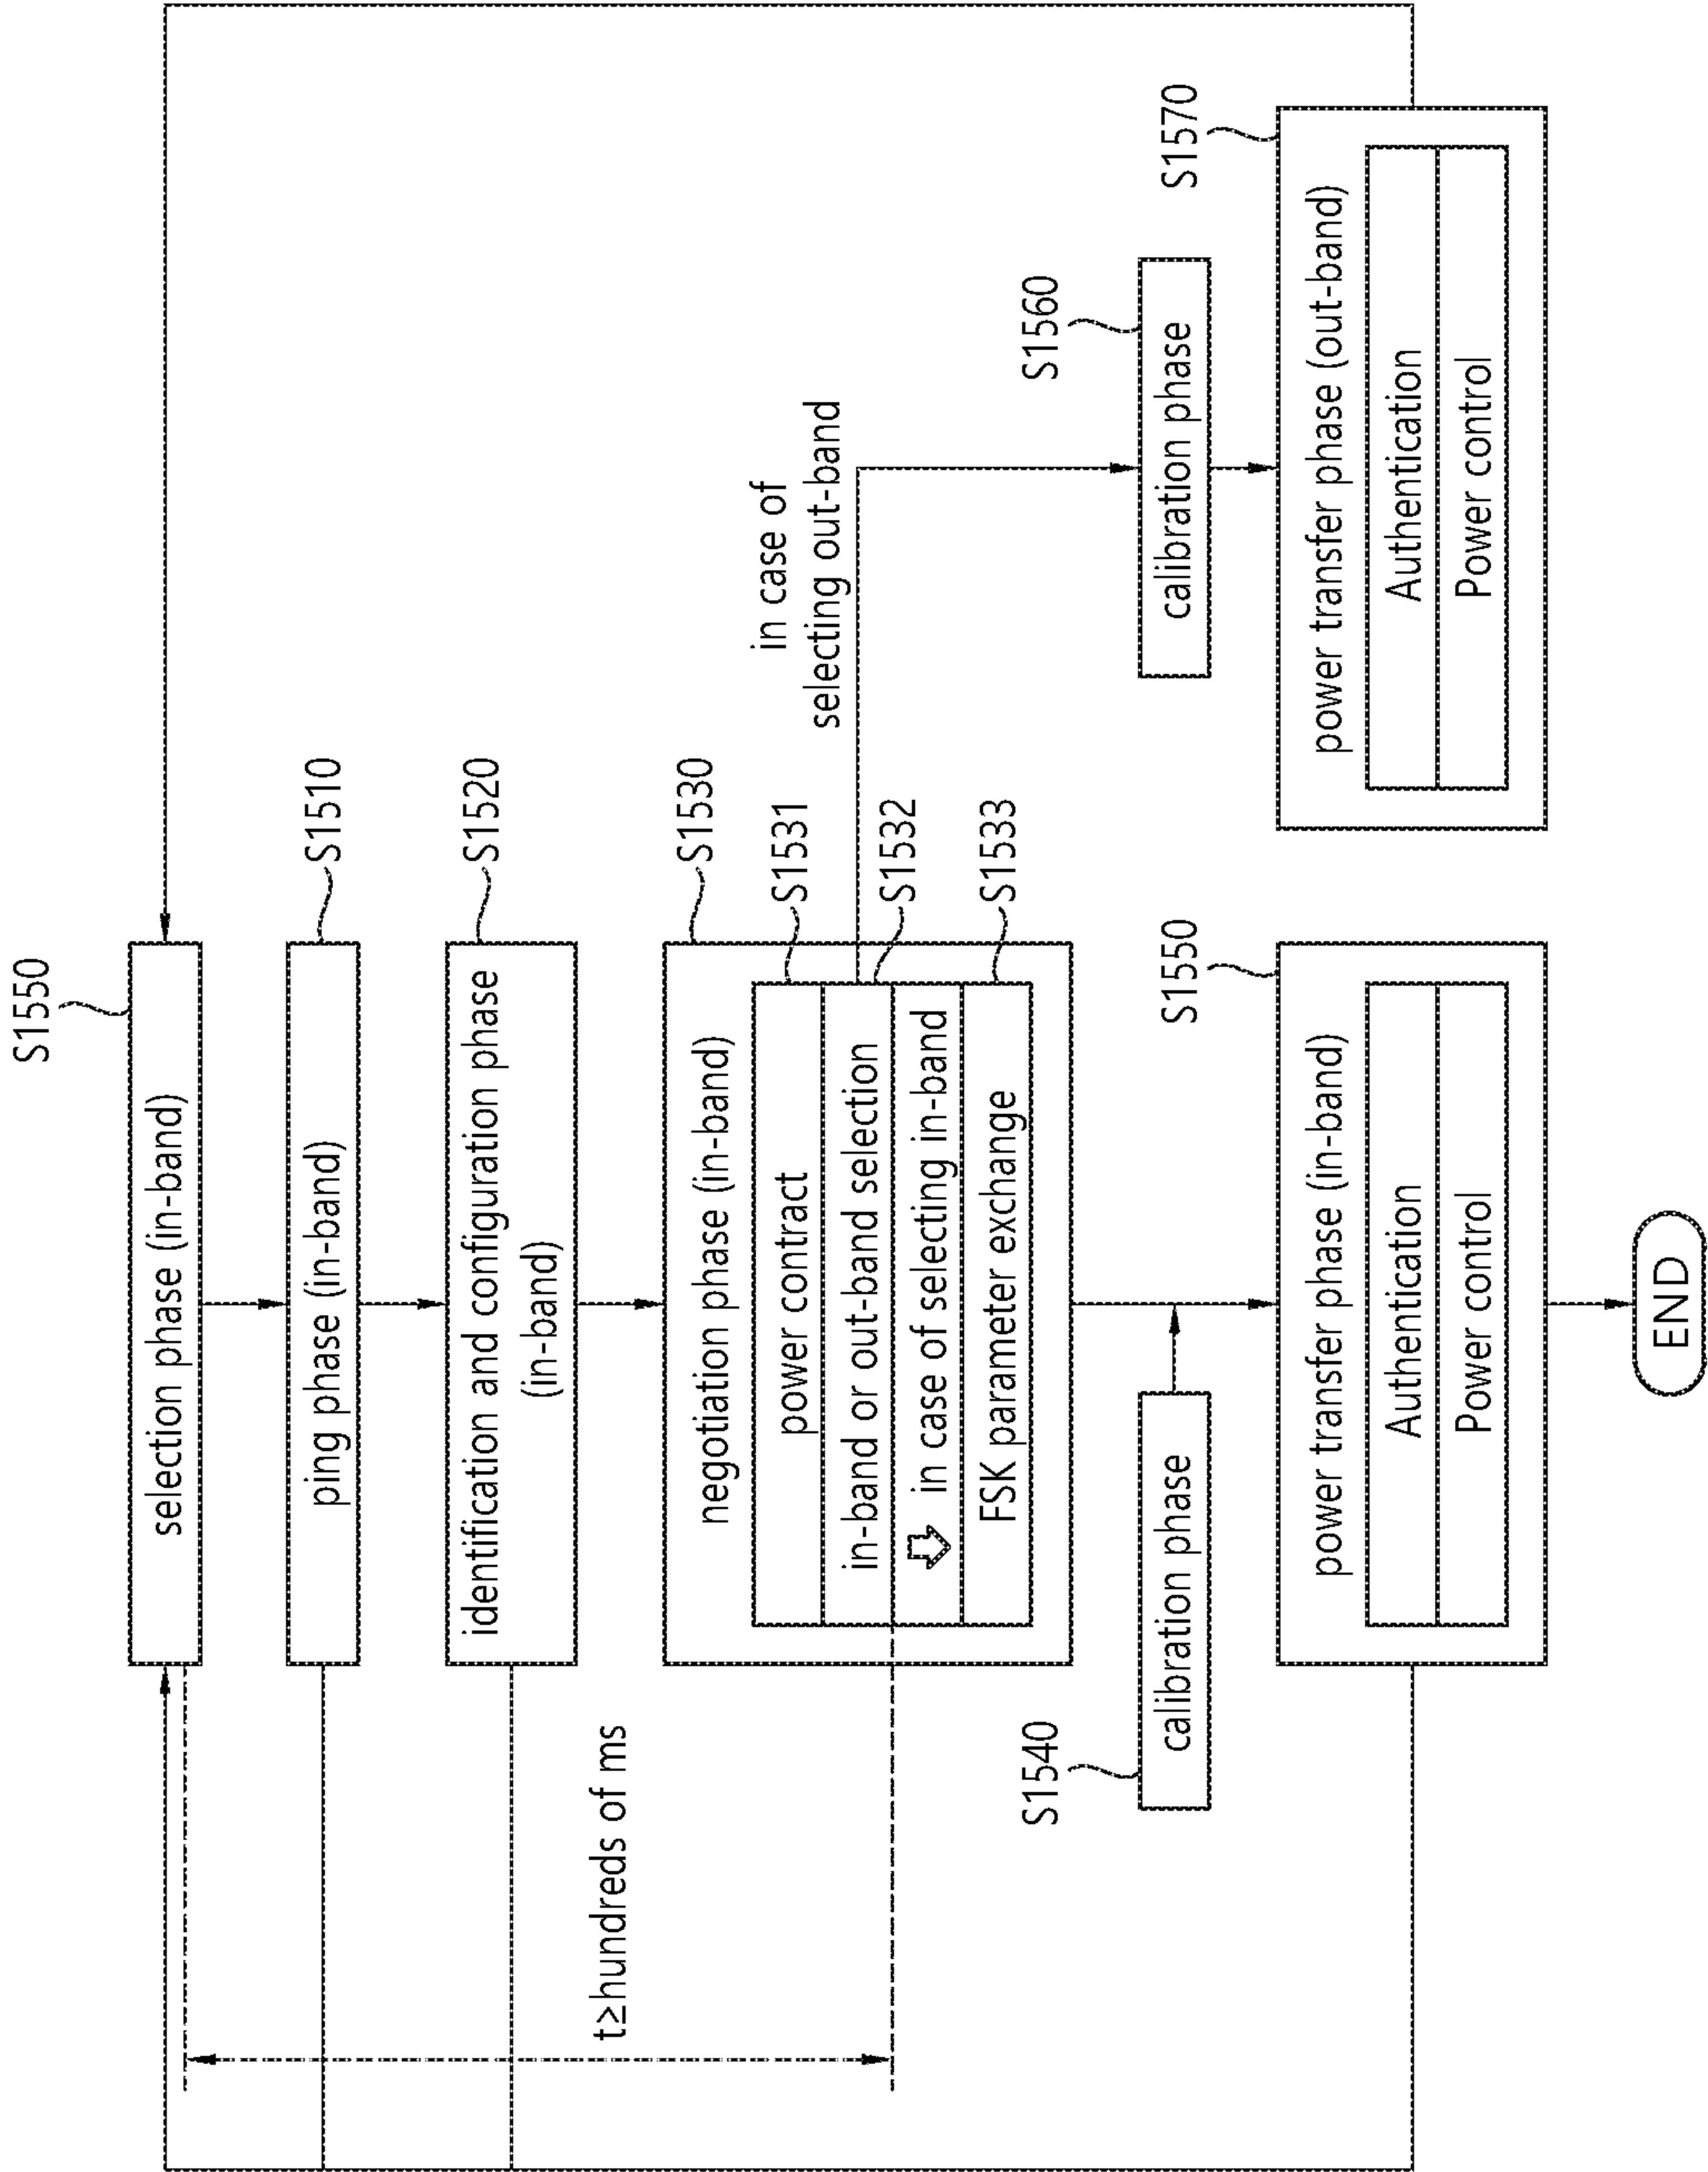 S1550
selection phase (in-band)
ping phase (in-band)
S1510
identification and configuration phase
(in-band)
S1520
t≥hundreds of ms
negotiation phase (in-band)
S1530
power contract
S1531
in-band or out-band selection
S1532
in case of selecting in-band
FSK parameter exchange
S1533
in case of
selecting out-band
S1540
calibration phase
S1560
calibration phase
S1550
power transfer phase (in-band)
Authentication
Power control
S1570
power transfer phase (out-band)
Authentication
Power control
END